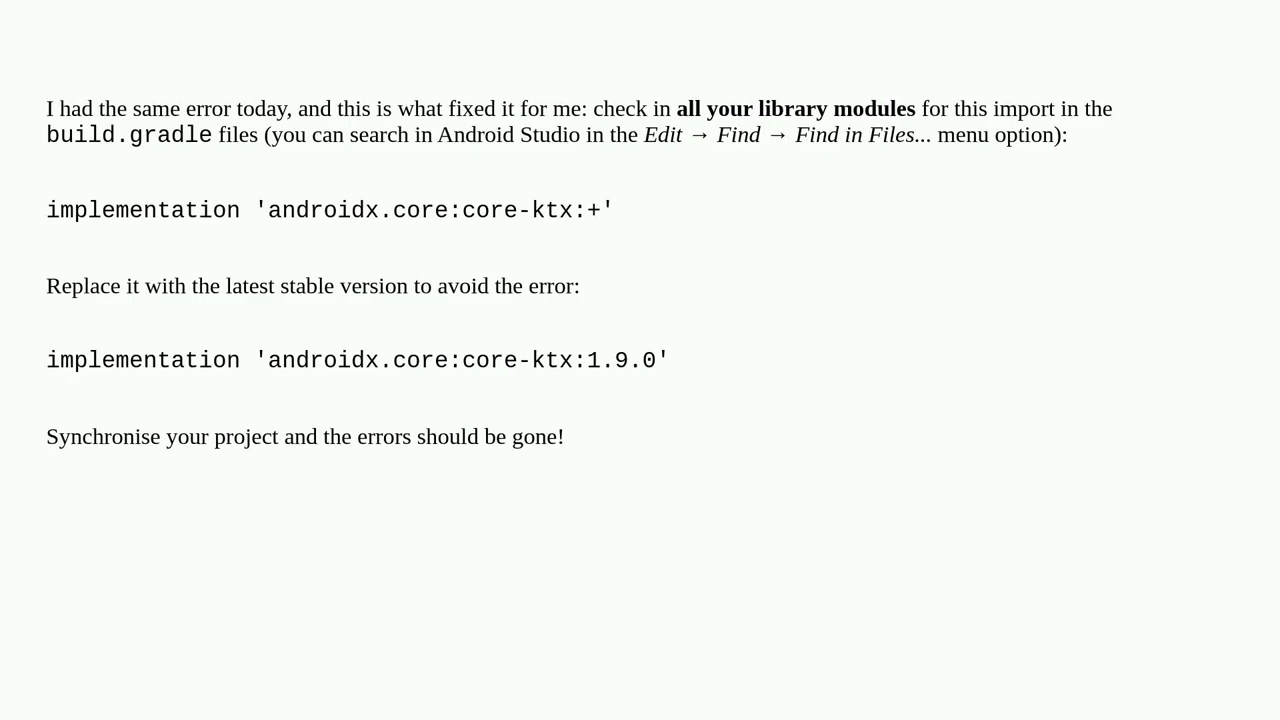 I had the same error today, and this is what fixed it for me: check in all your library modules for this import in the
build.gradle files (you can search in Android Studio in the Edit → Find → Find in Files... menu option):
implementation 'androidx.core:core-ktx:+'
Replace it with the latest stable version to avoid the error:
implementation 'androidx.core:core-ktx:1.9.0'
Synchronise your project and the errors should be gone!